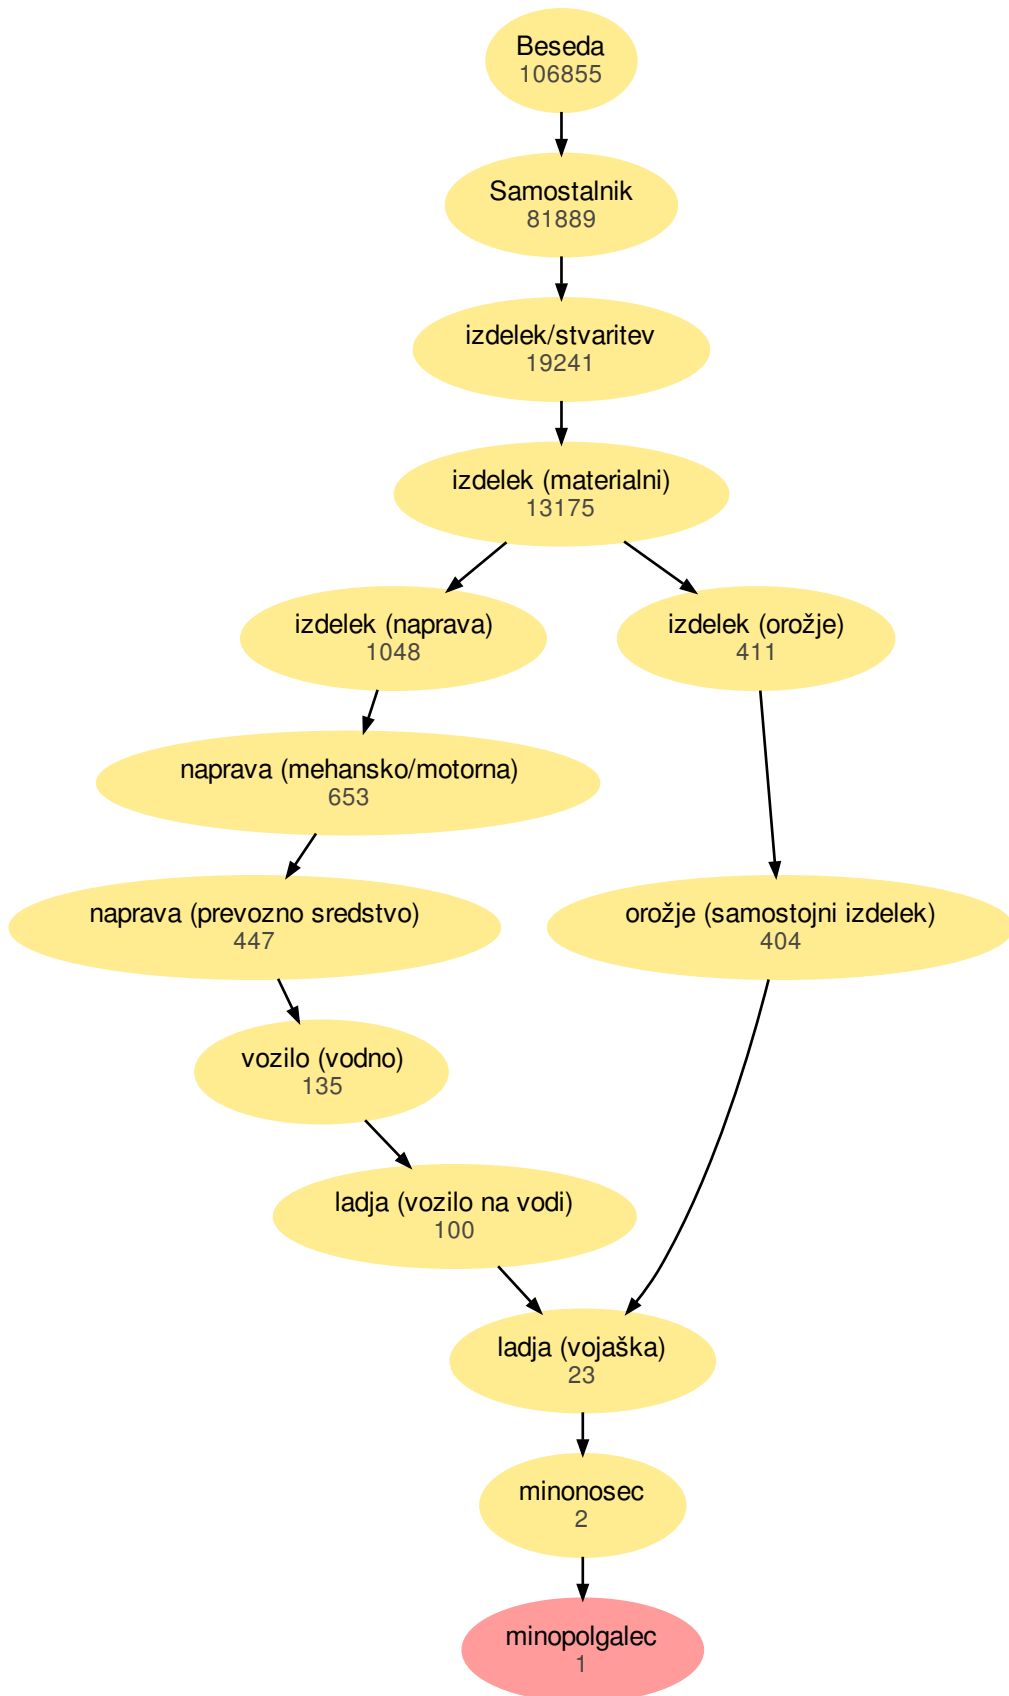 Beseda
106855
Samostalnik
81889
izdelek/stvaritev
19241
izdelek (materialni)
13175
izdelek (naprava)
1048
izdelek (orožje)
411
naprava (mehansko/motorna)
653
naprava (prevozno sredstvo)
447
orožje (samostojni izdelek)
404
vozilo (vodno)
135
ladja (vozilo na vodi)
100
ladja (vojaška)
23
minonosec
2
minopolgalec
1